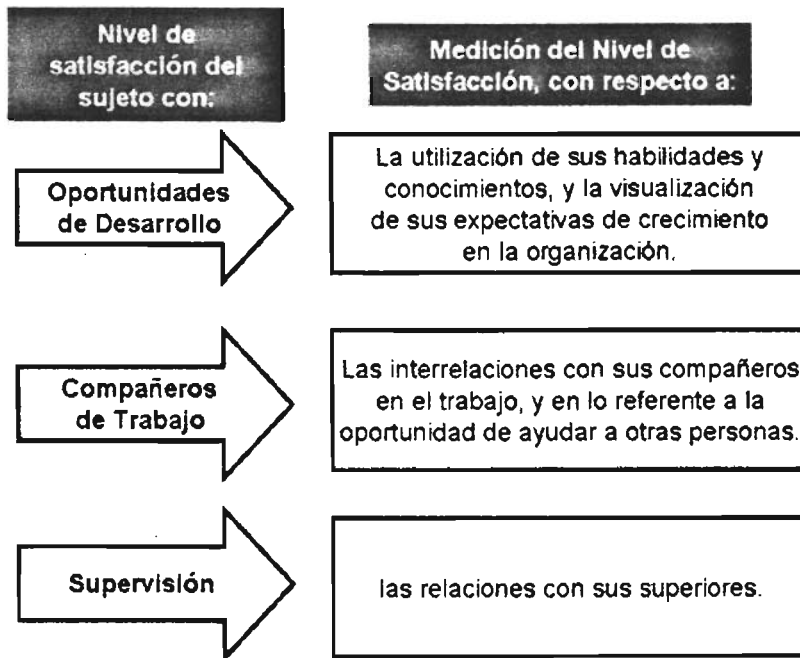 Nivel de
satisfacción del
sujeto con:
Medición del Nivel de
Satisfacción, con respecto a:
Oportunidades
de Desarrollo
La utilización de sus habilidades y
conocimientos, y la visualización
de sus expectativas de crecimiento
en la organización.
Compañeros
de Trabajo
Las interrelaciones con sus compañeros
en el trabajo, y en lo referente a la
oportunidad de ayudar a otras personas.
Supervisión
las relaciones con sus superiores.